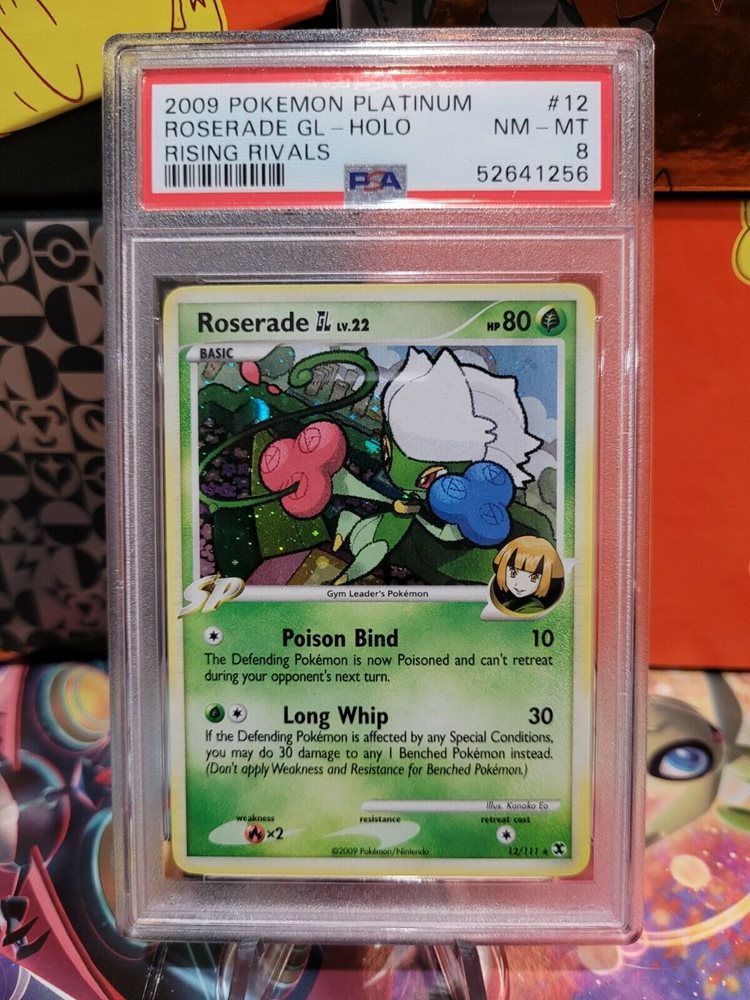 2009 POKEMON PLATINUM #12
ROSERADE GL – HOLO NM – MT
RISING RIVALS 8
PSA 52641256
Roserade GL LV.22 HP 80
BASIC
SP
Gym Leader's Pokémon
Poison Bind 10
The Defending Pokémon is now Poisoned and can't retreat
during your opponent's next turn.
Long Whip 30
If the Defending Pokémon is affected by any Special Conditions,
you may do 30 damage to any 1 Benched Pokémon instead.
(Don't apply Weakness and Resistance for Benched Pokémon.)
Illus. Kanako Eo
weakness resistance retreat cost
×2
©2009 Pokémon/Nintendo 12/111